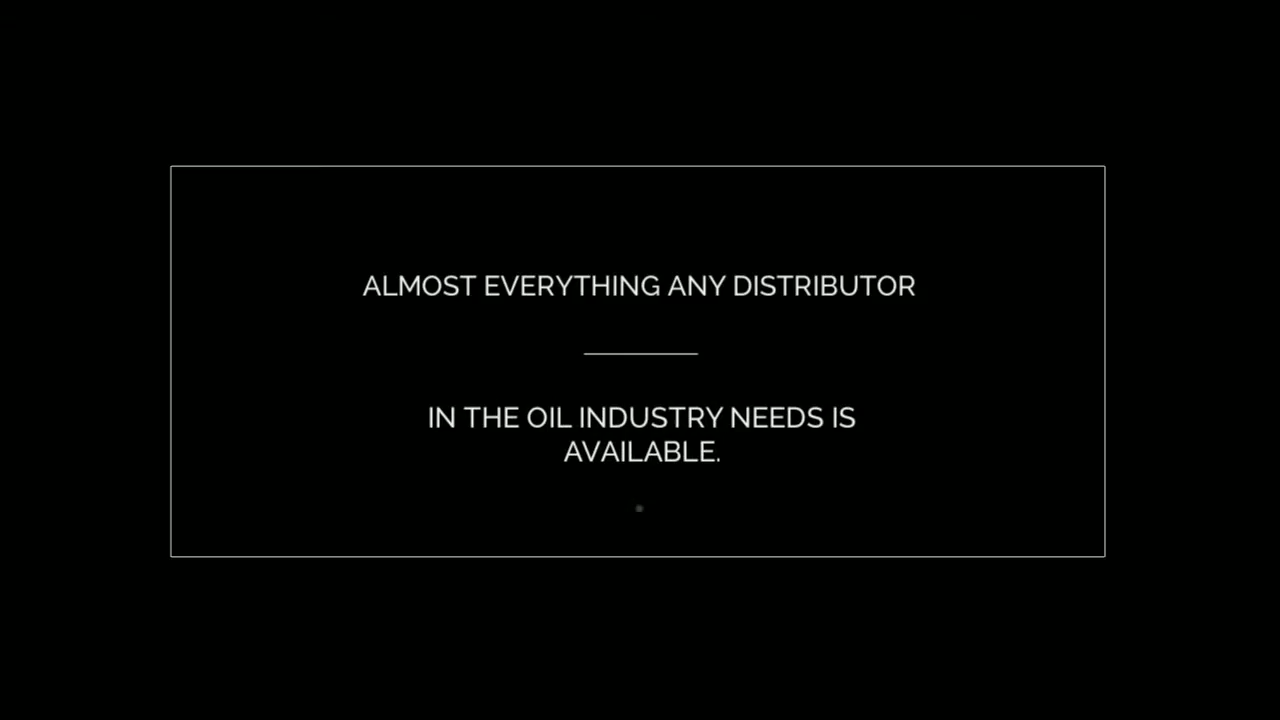 ALMOST EVERYTHING ANY DISTRIBUTOR
IN THE OIL INDUSTRY NEEDS IS
AVAILABLE.